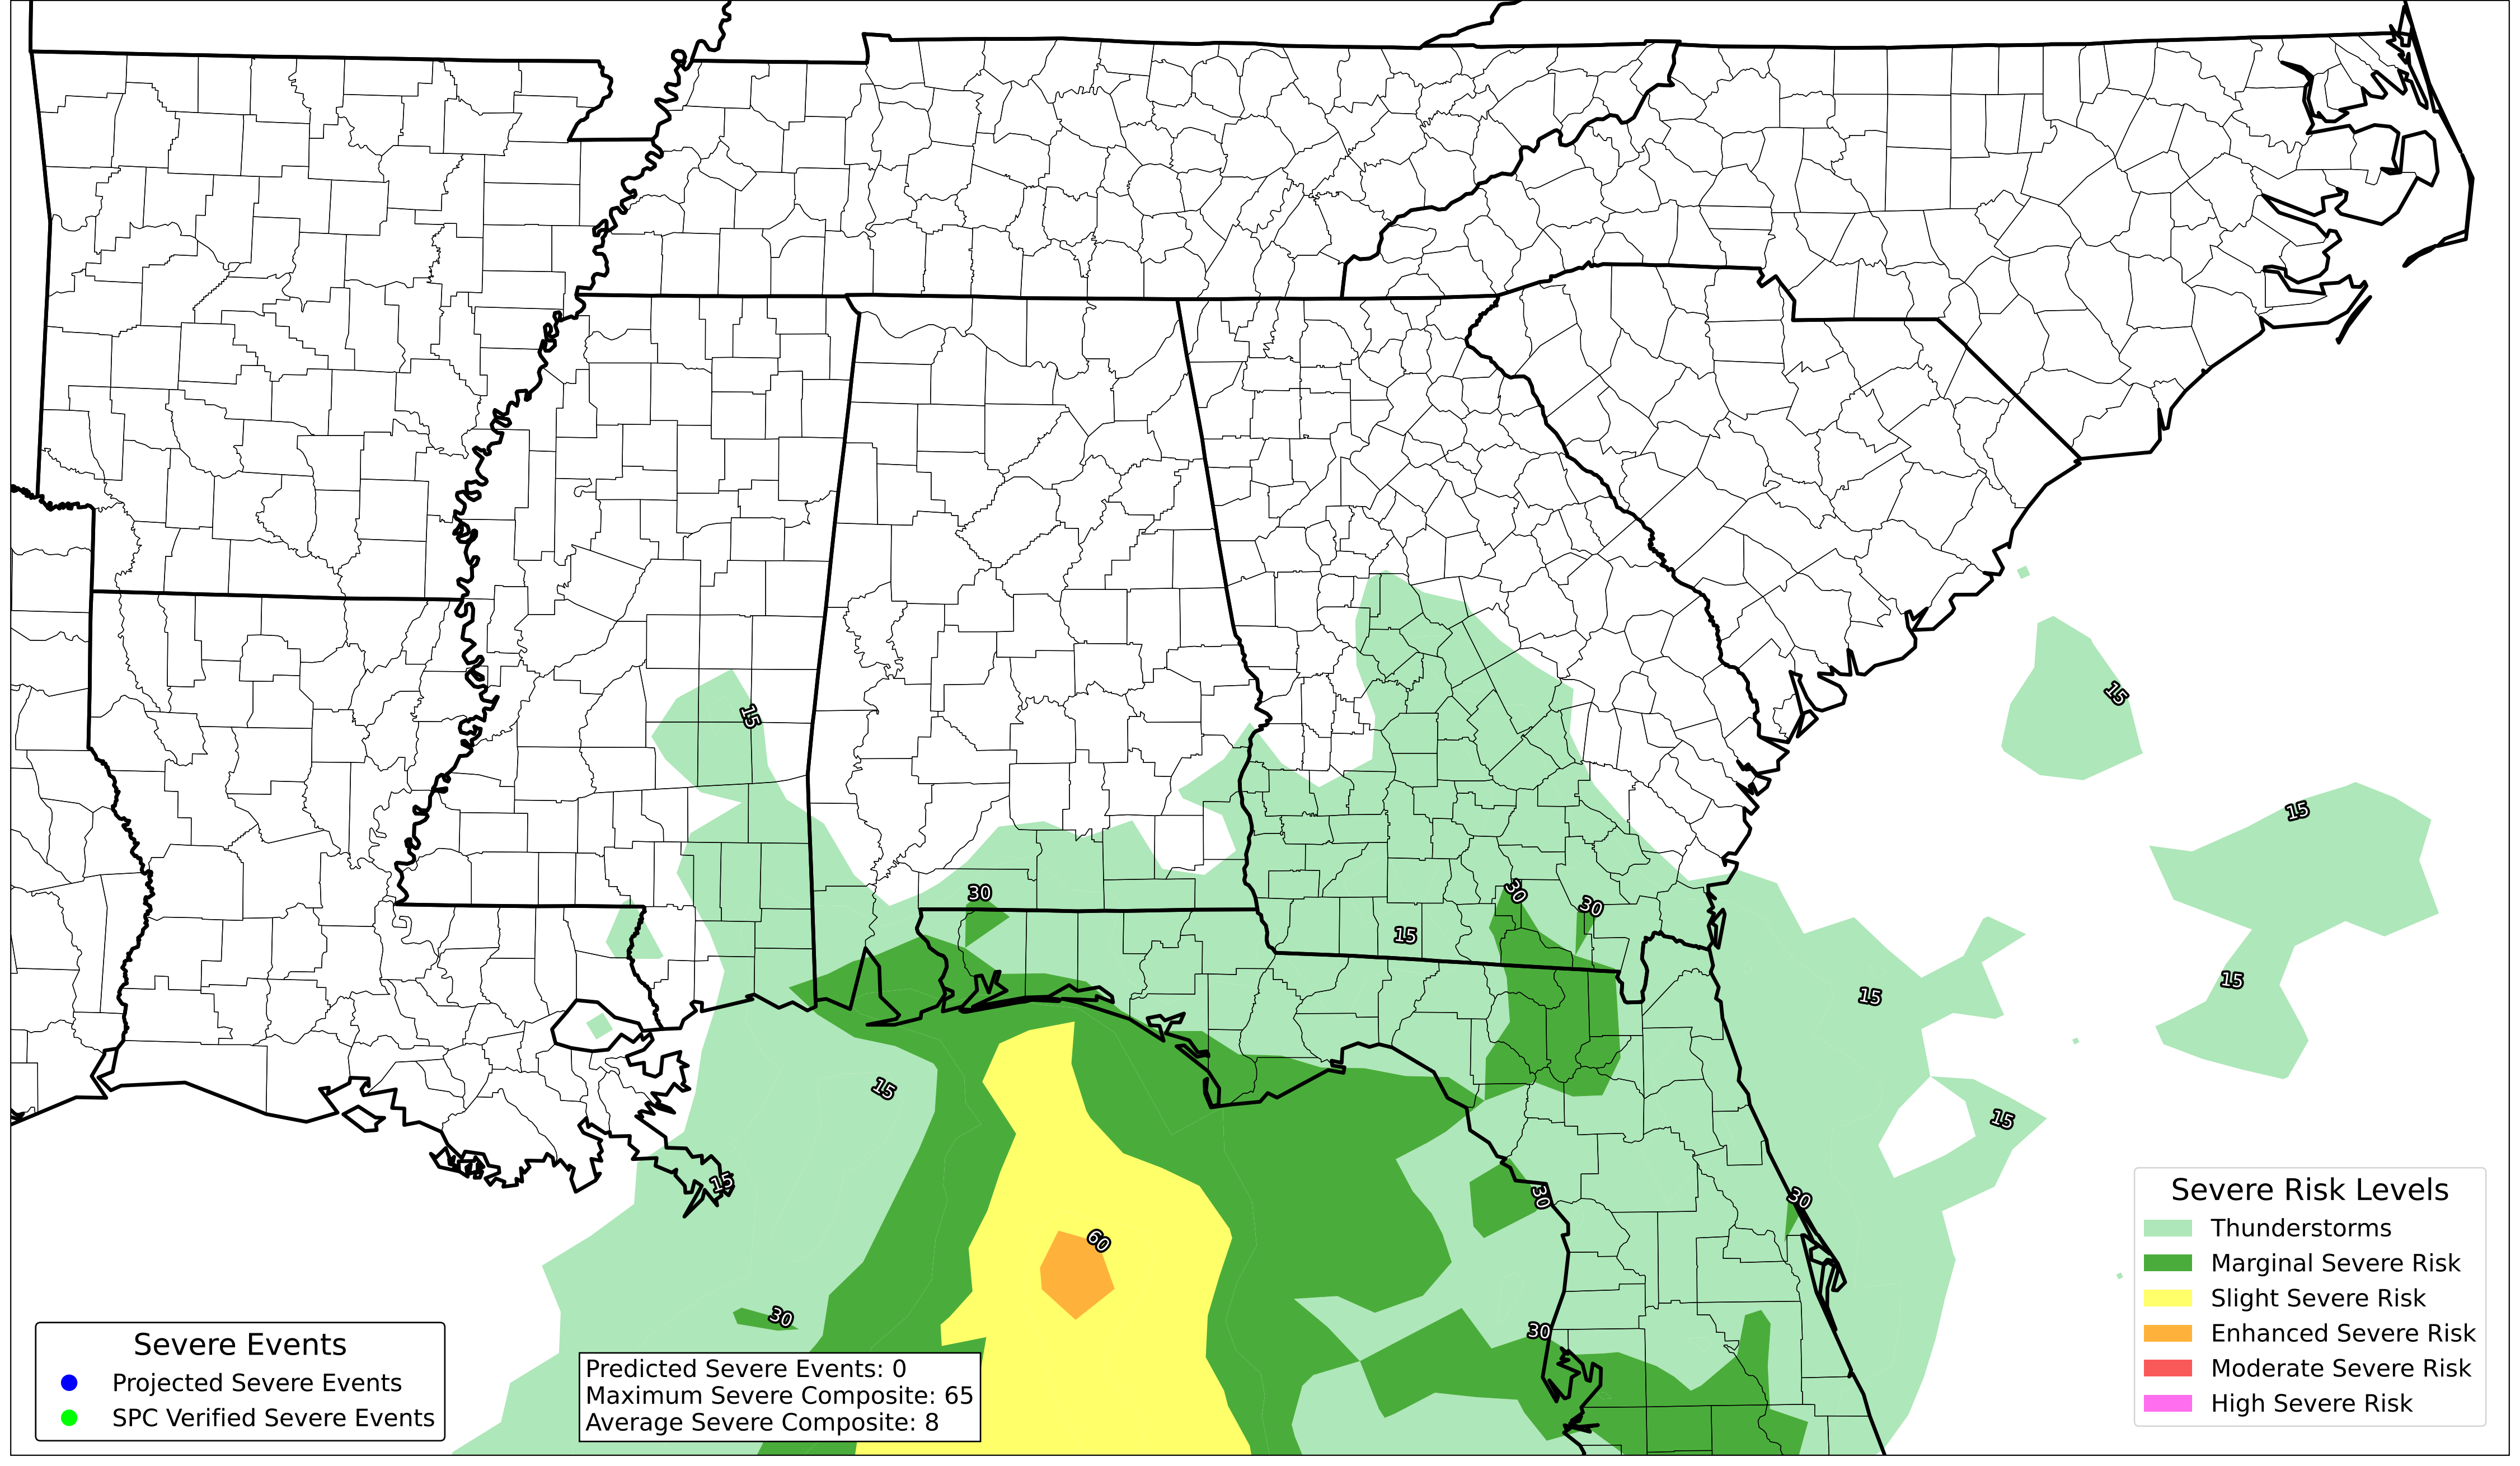 15
15
15
30
30
30
15
15
15
15
15
15
30
30
60
30
30
Severe Events
Projected Severe Events
SPC Verified Severe Events
Predicted Severe Events: 0
Maximum Severe Composite: 65
Average Severe Composite: 8
Severe Risk Levels
Thunderstorms
Marginal Severe Risk
Slight Severe Risk
Enhanced Severe Risk
Moderate Severe Risk
High Severe Risk